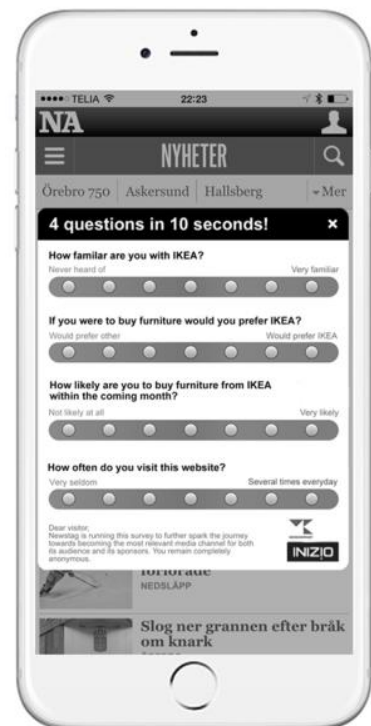 TELIA 22:23
NA
NYHETER
Örebro 750 Askersund Hallsberg Mer
4 questions in 10 seconds! ×
How familar are you with IKEA?
Never heard of Very familiar
If you were to buy furniture would you prefer IKEA?
Would prefer other Would prefer IKEA
How likely are you to buy furniture from IKEA
within the coming month?
Not likely at all Very likely
How often do you visit this website?
Very seldom Several times everyday
Dear visitor,
Newstag is running this survey to further spark the journey
towards becoming the most relevant media channel for both
its audience and its sponsors. You remain completely
anonymous.
INIZIO
NEDSLÄPP
Slog ner grannen efter bråk
om knark